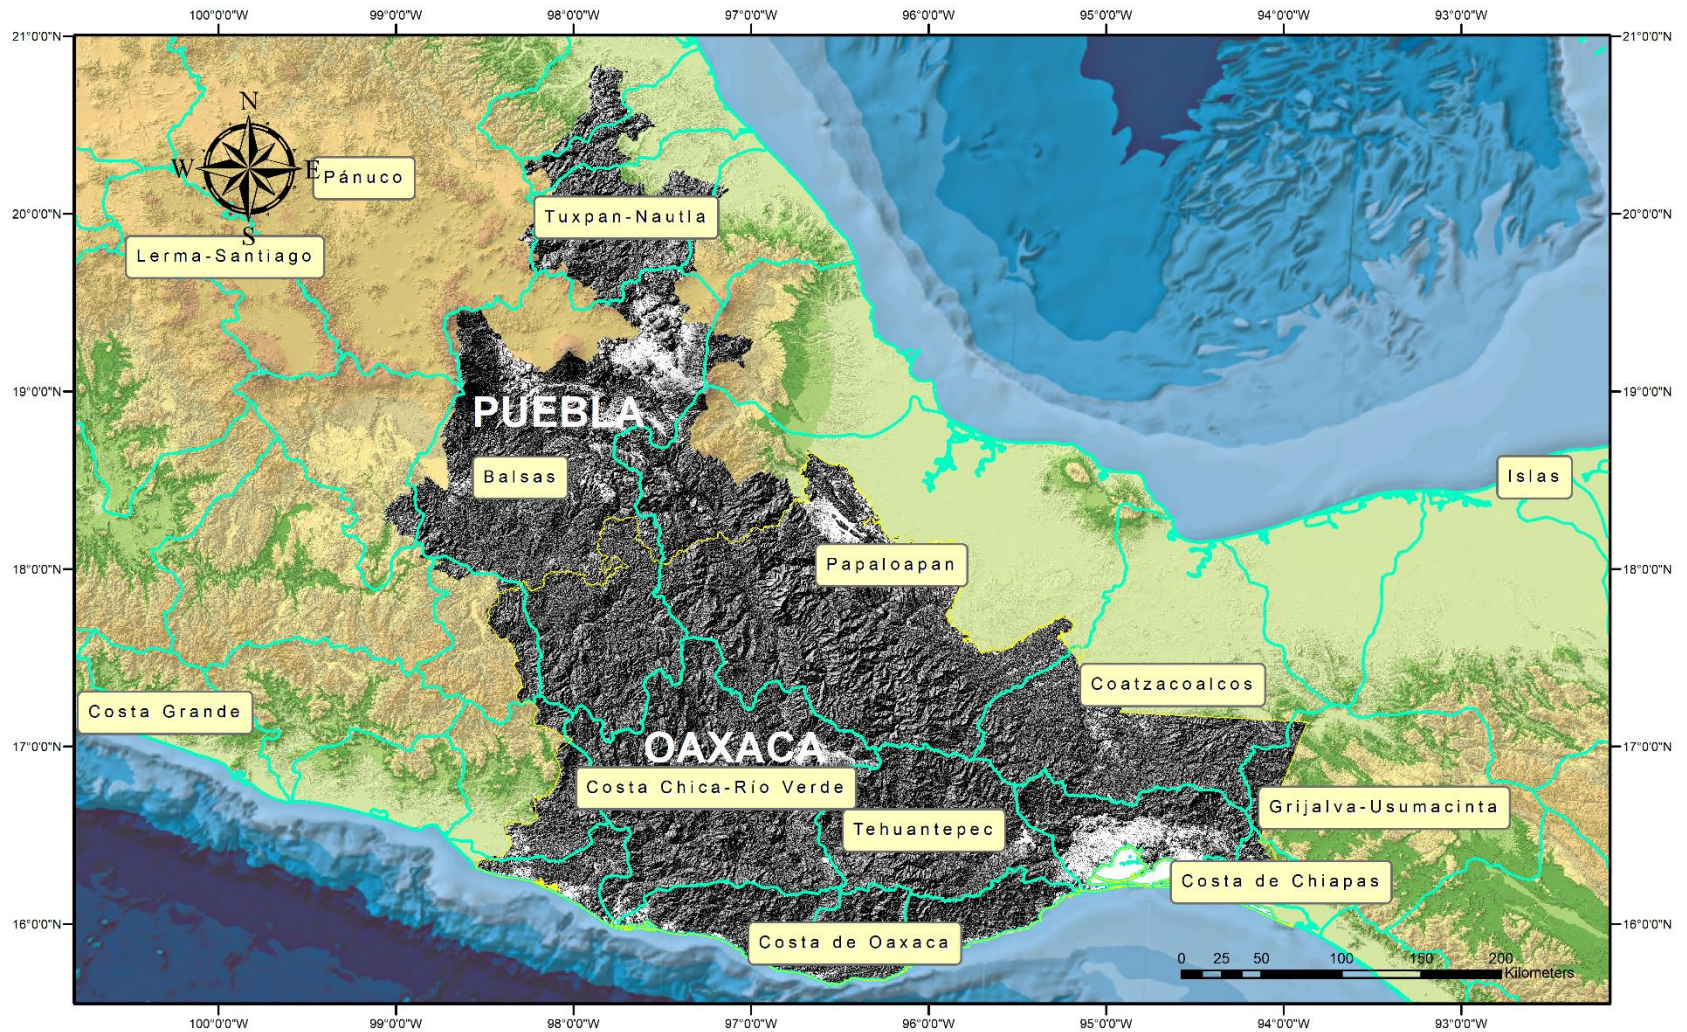 100°0'0"W 99°0'0"W 98°0'0"W 97°0'0"W 96°0'0"W 95°0'0"W 94°0'0"W 93°0'0"W
21°0'0"N 21°0'0"N
N
W E
S
Pánuco
Tuxpan-Nautla
20°0'0"N 20°0'0"N
Lerma-Santiago
19°0'0"N 19°0'0"N
PUEBLA
Balsas
Islas
Papaloapan
18°0'0"N 18°0'0"N
Coatzacoalcos
Costa Grande
17°0'0"N 17°0'0"N
OAXACA
Costa Chica-Río Verde
Grijalva-Usumacinta
Tehuantepec
Costa de Chiapas
16°0'0"N 16°0'0"N
Costa de Oaxaca
0 25 50 100 150 200
Kilometers
100°0'0"W 99°0'0"W 98°0'0"W 97°0'0"W 96°0'0"W 95°0'0"W 94°0'0"W 93°0'0"W